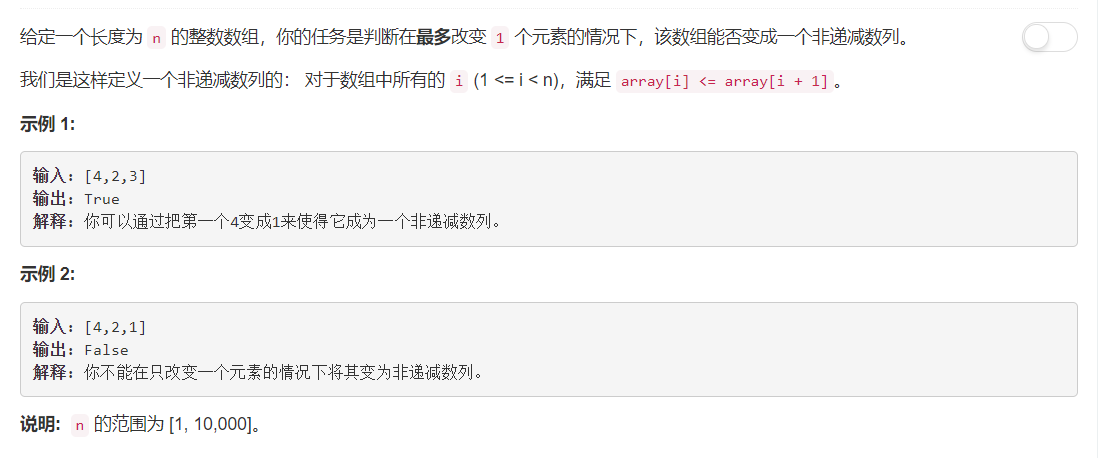 给定一个长度为 n 的整数数组，你的任务是判断在最多改变 1 个元素的情况下，该数组能否变成一个非递减数列。
我们是这样定义一个非递减数列的： 对于数组中所有的 i (1 <= i < n)，满足 array[i] <= array[i + 1]。
示例 1:
输入: [4,2,3]
输出: True
解释: 你可以通过把第一个4变成1来使得它成为一个非递减数列。
示例 2:
输入: [4,2,1]
输出: False
解释: 你不能在只改变一个元素的情况下将其变为非递减数列。
说明: n 的范围为 [1, 10,000]。